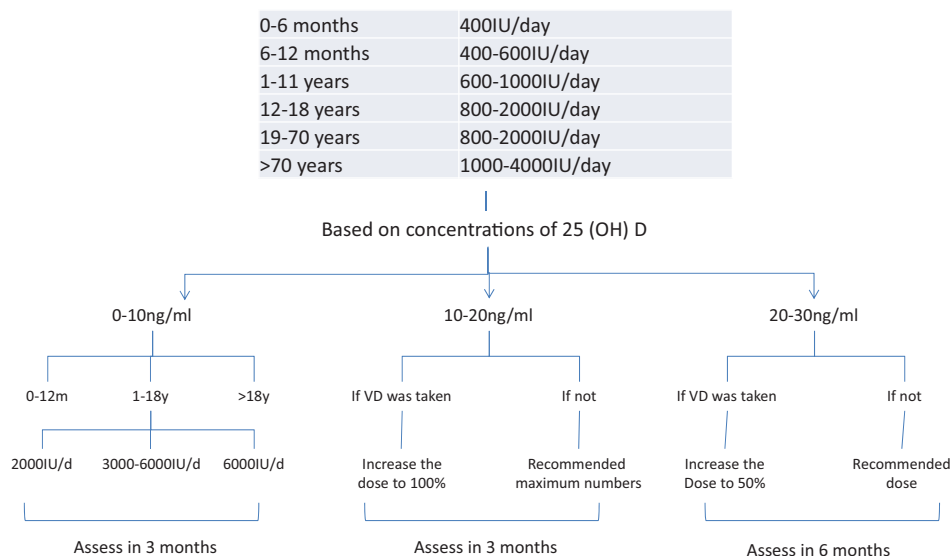 0-6 months 400IU/day
6-12 months 400-600IU/day
1-11 years 600-1000IU/day
12-18 years 800-2000IU/day
19-70 years 800-2000IU/day
>70 years 1000-4000IU/day
Based on concentrations of 25 (OH) D
0-10ng/ml 10-20ng/ml 20-30ng/ml
0-12m 1-18y >18y If VD was taken If not If VD was taken If not
2000IU/d 3000-6000IU/d 6000IU/d Increase the Recommended Increase the Recommended
dose to 100% maximum numbers Dose to 50% dose
Assess in 3 months Assess in 3 months Assess in 6 months